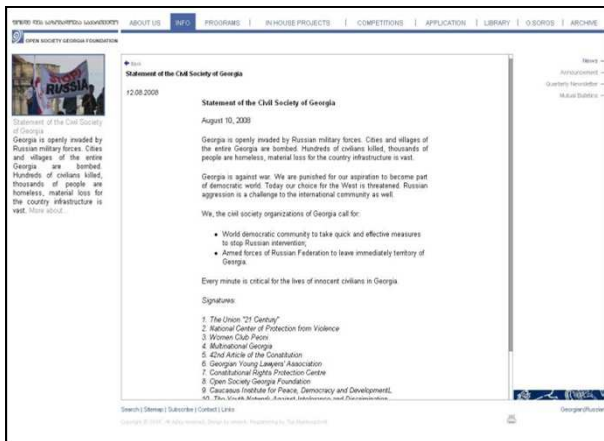 ABOUT US
INFO
PROGRAMS
IN HOUSE PROJECTS
COMPETITIONS
APPLICATION
LIBRARY
O.SOROS
ARCHIVE
OPEN SOCIETY GEORGIA FOUNDATION
STOP
RUSSIA
Statement of the Civil Society
of Georgia ...
Georgia is openly invaded by
Russian military forces. Cities
and villages of the entire
Georgia are bombed.
Hundreds of civilians killed,
thousands of people are
homeless, material loss for
the country infrastructure is
vast. More about...
Back
Statement of the Civil Society of Georgia
12.08.2008
Statement of the Civil Society of Georgia
August 10, 2008
Georgia is openly invaded by Russian military forces. Cities and villages of
the entire Georgia are bombed. Hundreds of civilians killed, thousands of
people are homeless, material loss for the country infrastructure is vast.
Georgia is against war. We are punished for our aspiration to become part
of democratic world. Today our choice for the West is threatened. Russian
aggression is a challenge to the international community as well.
We, the civil society organizations of Georgia call for:
• World democratic community to take quick and effective measures
to stop Russian intervention;
• Armed forces of Russian Federation to leave immediately territory of
Georgia.
Every minute is critical for the lives of innocent civilians in Georgia.
Signatures:
1. The Union "21 Century"
2. National Center of Protection from Violence
3. Women Club Peoni
4. Multinational Georgia
5. 42nd Article of the Constitution
6. Georgian Young Lawyers' Association
7. Constitutional Rights Protection Centre
8. Open Society Georgia Foundation
9. Caucasus Institute for Peace, Democracy and DevelopmentL
10. The Youth Network Against Intolerance and Discrimination
News
Announcement
Quarterly Newsletter
Mutual Bulletins
Search | Sitemap | Subscribe | Contact | Links
Georgian|Russian